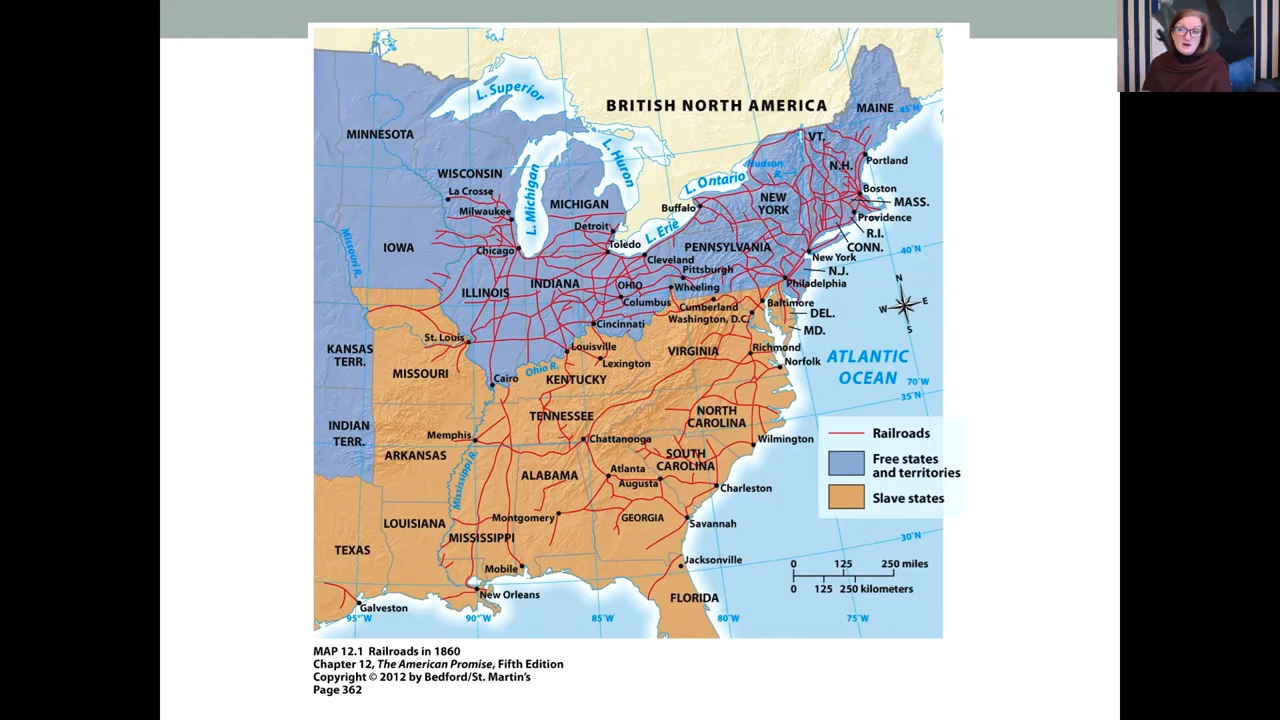 BRITISH NORTH AMERICA
L. Superior
MAINE
45°N
MINNESOTA
VT.
L. Huron
Portland
N.H.
Hudson
R.
WISCONSIN
L. Ontario
La Crosse
L. Michigan
Boston
MICHIGAN
NEW
YORK
MASS.
Milwaukee
Buffalo
Providence
Detroit
L. Erie
R.I.
Missouri R.
IOWA
Toledo
PENNSYLVANIA
CONN.
Chicago
40°N
Cleveland
New York
Pittsburgh
N.J.
ILLINOIS
INDIANA
OHIO
Wheeling
Philadelphia
N
W
E
S
Columbus
Cumberland
Baltimore
Washington, D.C.
DEL.
Cincinnati
MD.
St. Louis
Louisville
VIRGINIA
Richmond
KANSAS
TERR.
Lexington
Norfolk
ATLANTIC
OCEAN
MISSOURI
Ohio R.
Cairo
KENTUCKY
70°W
35°N
TENNESSEE
NORTH
CAROLINA
INDIAN
TERR.
Memphis
Chattanooga
Wilmington
Railroads
ARKANSAS
SOUTH
CAROLINA
Free states
and territories
Mississippi R.
ALABAMA
Atlanta
Augusta
Charleston
Slave states
LOUISIANA
Montgomery
GEORGIA
Savannah
MISSISSIPPI
30°N
TEXAS
Mobile
Jacksonville
0 125 250 miles
0 125 250 kilometers
New Orleans
FLORIDA
Galveston
95°W
90°W
85°W
80°W
75°W
MAP 12.1 Railroads in 1860
Chapter 12, The American Promise, Fifth Edition
Copyright © 2012 by Bedford/St. Martin's
Page 362